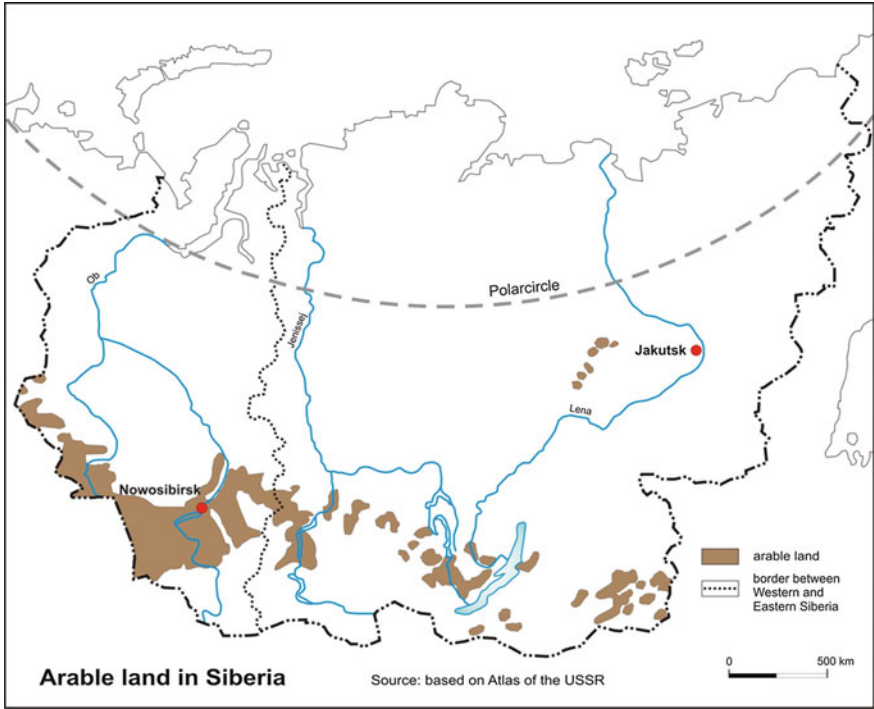 Ob
Jenissej
Polarcircle
Jakutsk
Lena
Nowosibirsk
arable land
border between
Western and
Eastern Siberia
0 500 km
Arable land in Siberia
Source: based on Atlas of the USSR